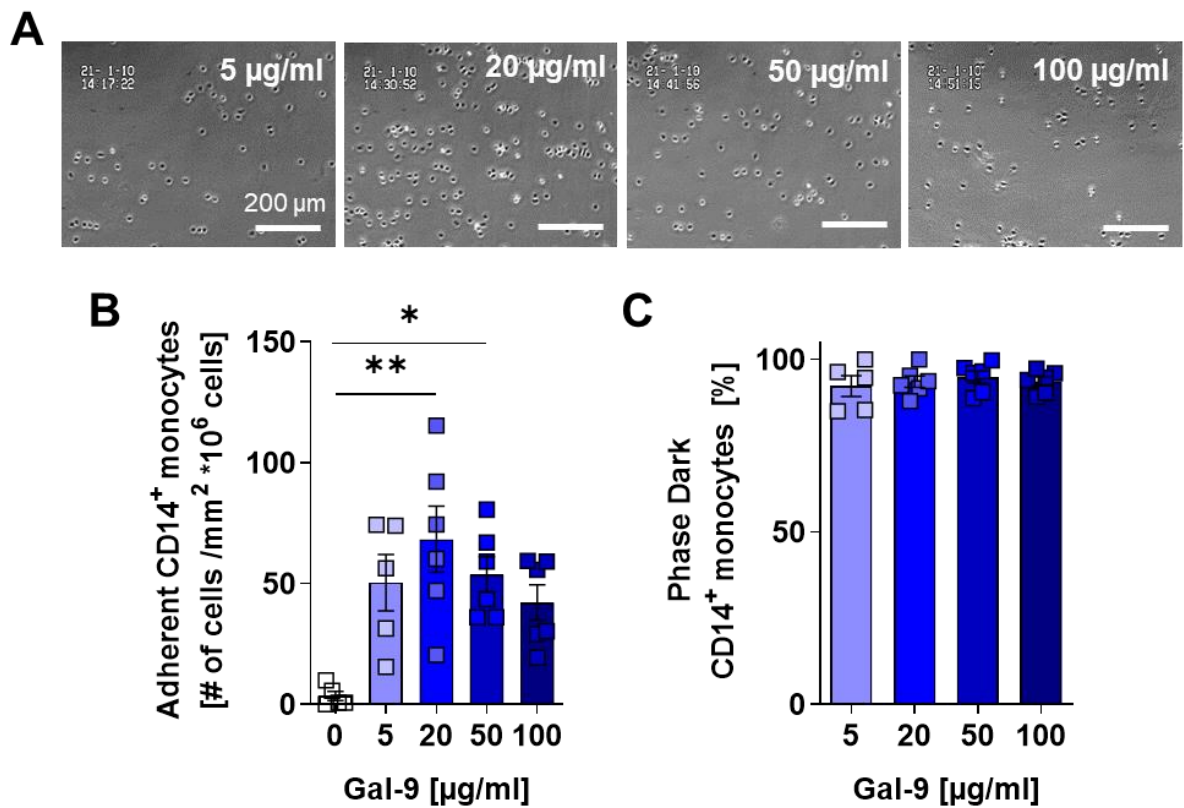 A
21- 1-10
14:17:22
5 µg/ml
200 µm
21- 1-10
14:30:52
20 µg/ml
21- 1-10
14:41:56
50 µg/ml
21- 1-10
14:51:15
100 µg/ml
B
Adherent CD14⁺ monocytes
[# of cells /mm² *10⁶ cells]
150
100
50
0
*
**
0 5 20 50 100
Gal-9 [µg/ml]
C
Phase Dark
CD14⁺ monocytes [%]
100
50
0
5 20 50 100
Gal-9 [µg/ml]